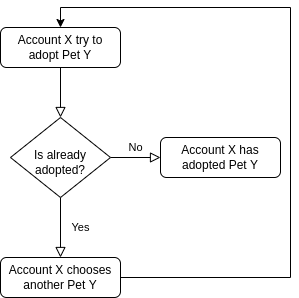 Account X try to
adopt Pet Y
Is already
adopted?
No
Account X has
adopted Pet Y
Yes
Account X chooses
another Pet Y